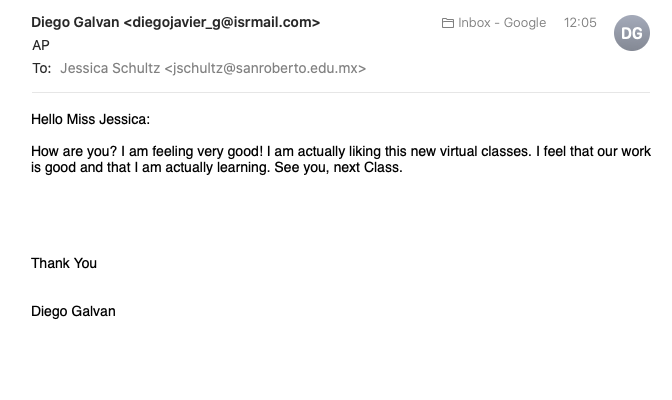 Diego Galvan <diegojavier_g@isrmail.com>
Inbox - Google
12:05
DG
AP
To: Jessica Schultz <jschultz@sanroberto.edu.mx>
Hello Miss Jessica:
How are you? I am feeling very good! I am actually liking this new virtual classes. I feel that our work
is good and that I am actually learning. See you, next Class.
Thank You
Diego Galvan